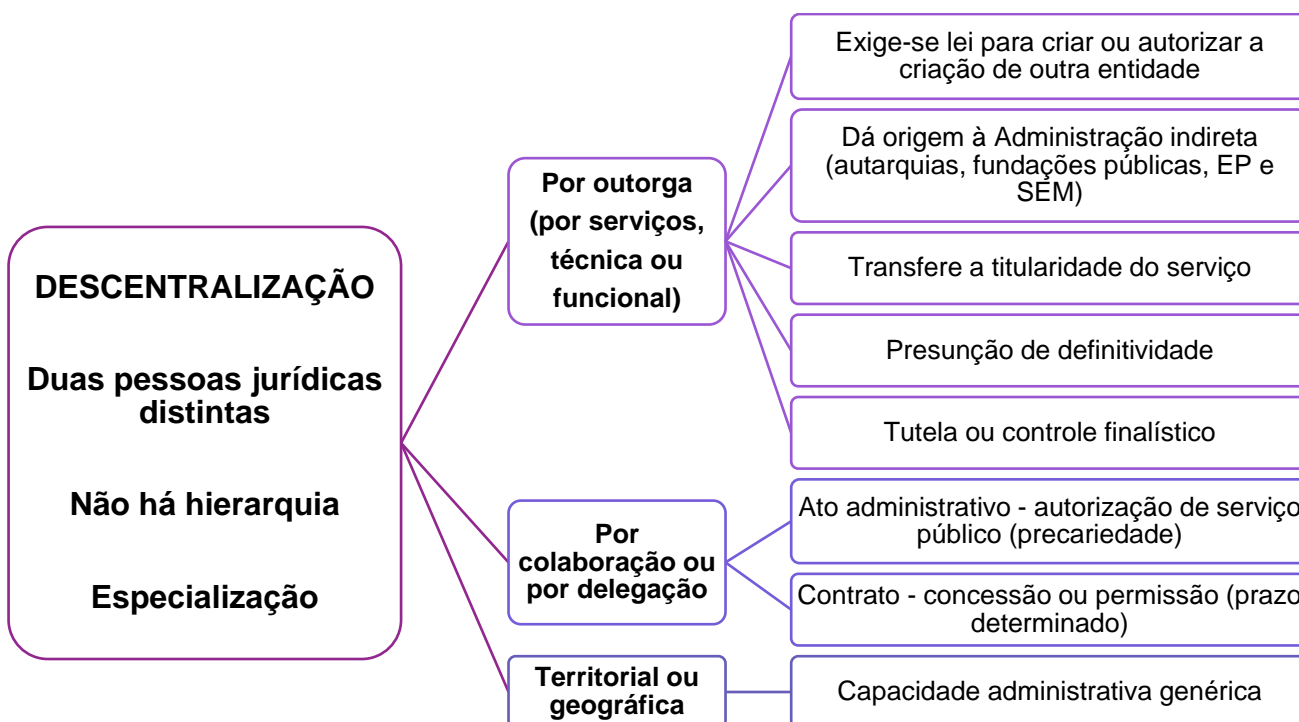 DESCENTRALIZAÇÃO
Duas pessoas jurídicas
distintas
Não há hierarquia
Especialização
Por outorga
(por serviços,
técnica ou
funcional)
Exige-se lei para criar ou autorizar a
criação de outra entidade
Dá origem à Administração indireta
(autarquias, fundações públicas, EP e
SEM)
Transfere a titularidade do serviço
Presunção de definitividade
Tutela ou controle finalístico
Por
colaboração ou
por delegação
Ato administrativo - autorização de serviço
público (precariedade)
Contrato - concessão ou permissão (prazo
determinado)
Territorial ou
geográfica
Capacidade administrativa genérica